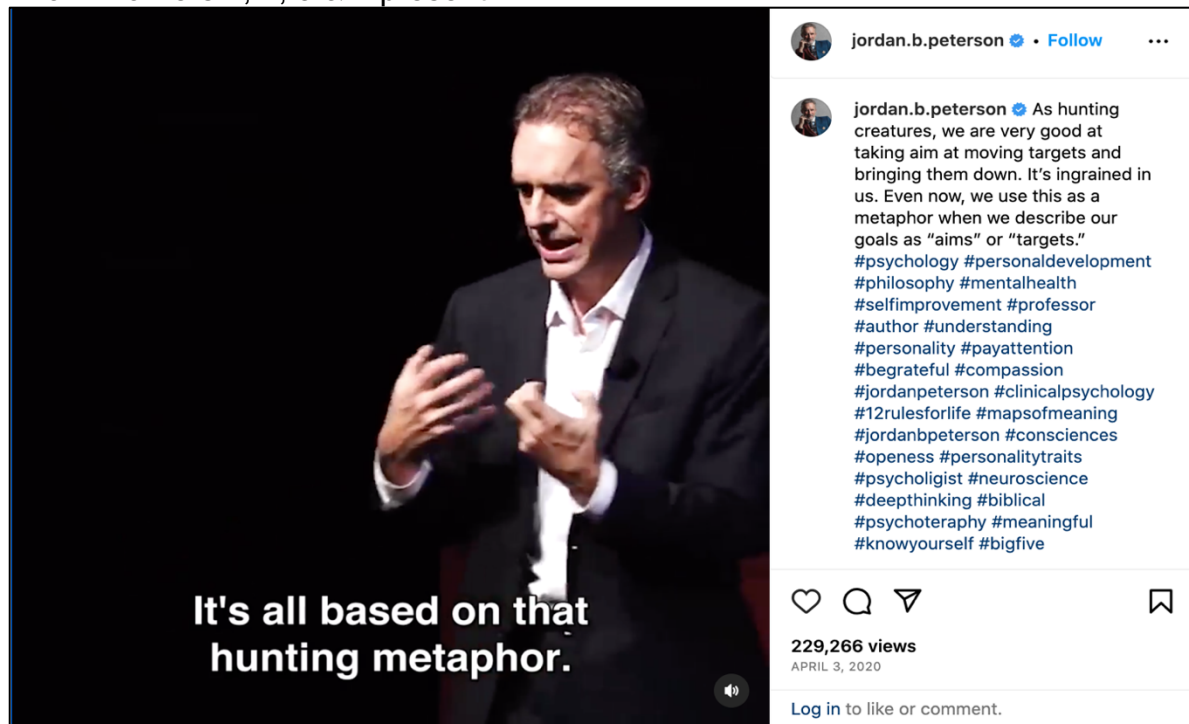 It's all based on that
hunting metaphor.
jordan.b.peterson • Follow
jordan.b.peterson As hunting
creatures, we are very good at
taking aim at moving targets and
bringing them down. It's ingrained in
us. Even now, we use this as a
metaphor when we describe our
goals as “aims” or “targets.”
#psychology #personaldevelopment
#philosophy #mentalhealth
#selfimprovement #professor
#author #understanding
#personality #payattention
#begrateful #compassion
#jordanpeterson #clinicalpsychology
#12rulesforlife #mapsofmeaning
#jordanbpeterson #consciences
#openess #personalitytraits
#psycholigist #neuroscience
#deepthinking #biblical
#psychoteraphy #meaningful
#knowyourself #bigfive
229,266 views
APRIL 3, 2020
Log in to like or comment.